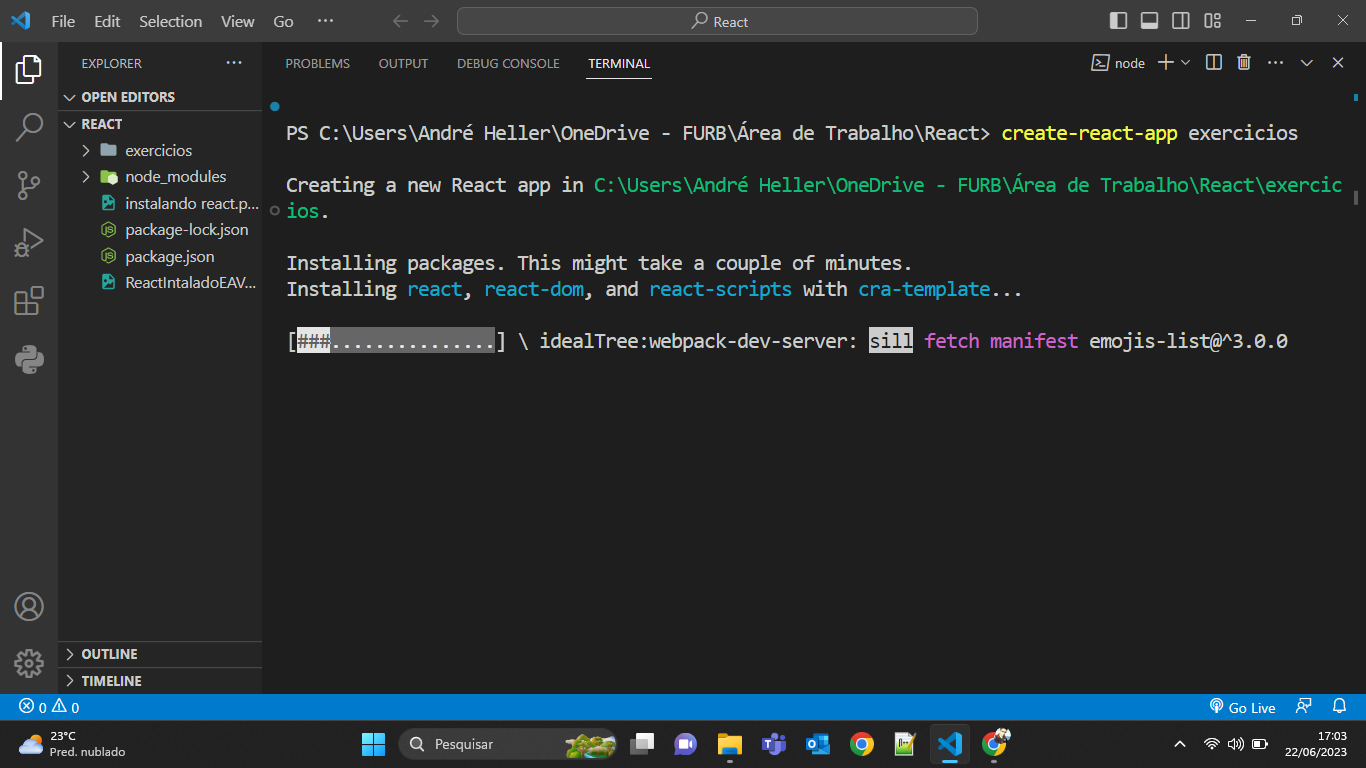 File Edit Selection View Go ···
React
EXPLORER ···
OPEN EDITORS
REACT
exercicios
node_modules
instalando react.p...
package-lock.json
package.json
ReactIntaladoEAV...
OUTLINE
TIMELINE
PROBLEMS OUTPUT DEBUG CONSOLE TERMINAL
node
PS C:\Users\André Heller\OneDrive - FURB\Área de Trabalho\React> create-react-app exercicios
Creating a new React app in C:\Users\André Heller\OneDrive - FURB\Área de Trabalho\React\exercic
ios.
Installing packages. This might take a couple of minutes.
Installing react, react-dom, and react-scripts with cra-template...
[###...............] \ idealTree:webpack-dev-server: sill fetch manifest emojis-list@^3.0.0
0 0
Go Live
23°C
Pred. nublado
Pesquisar
17:03
22/06/2023